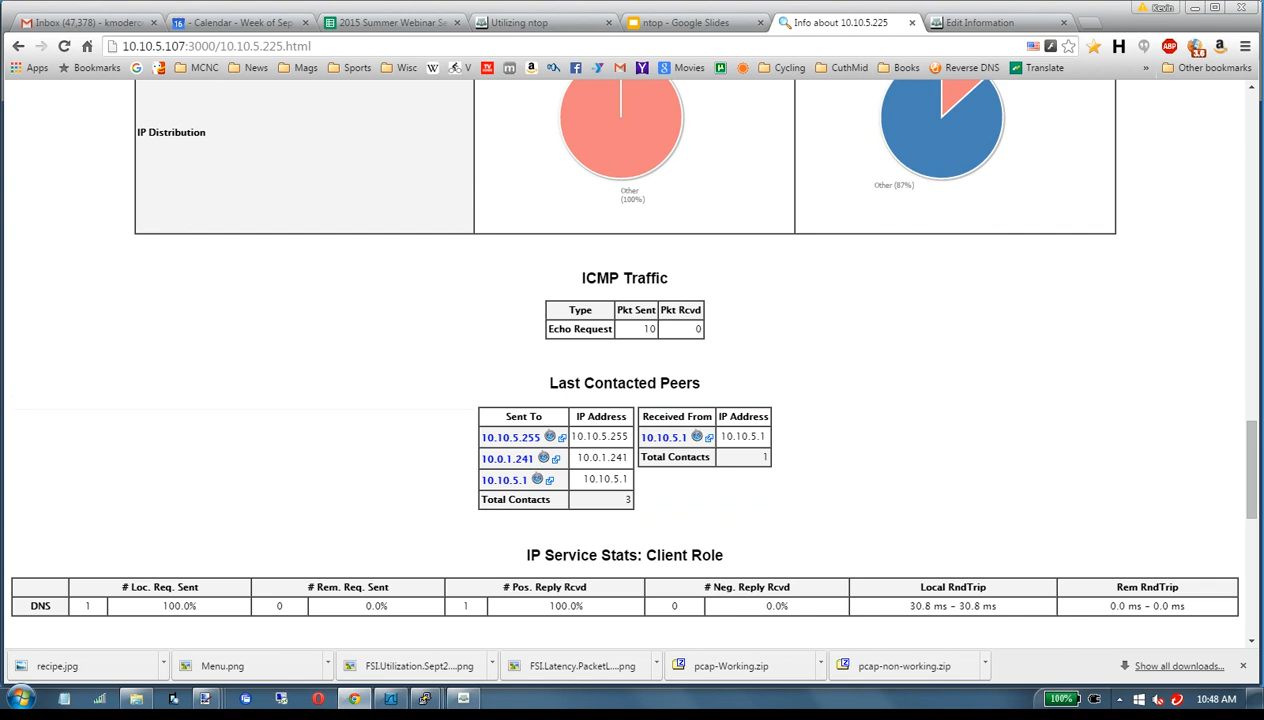 Kevin
Inbox (47,378) - kmoderor
16 - Calendar - Week of Sep
2015 Summer Webinar Se
Utilizing ntop
ntop - Google Slides
Info about 10.10.5.225
Edit Information
10.10.5.107:3000/10.10.5.225.html
Apps
Bookmarks
MCNC
News
Mags
Sports
Wisc
W
V
Movies
Cycling
CuthMid
Books
Reverse DNS
Translate
»
Other bookmarks
IP Distribution
Other
(100%)
Other (87%)
ICMP Traffic
Type Pkt Sent Pkt Rcvd
Echo Request 10 0
Last Contacted Peers
Sent To IP Address Received From IP Address
10.10.5.255 10.10.5.255 10.10.5.1 10.10.5.1
10.0.1.241 10.0.1.241 Total Contacts 1
10.10.5.1 10.10.5.1
Total Contacts 3
IP Service Stats: Client Role
# Loc. Req. Sent # Rem. Req. Sent # Pos. Reply Rcvd # Neg. Reply Rcvd Local RndTrip Rem RndTrip
DNS 1 100.0% 0 0.0% 1 100.0% 0 0.0% 30.8 ms - 30.8 ms 0.0 ms - 0.0 ms
recipe.jpg
Menu.png
FSI.Utilization.Sept2....png
FSI.Latency.PacketL....png
pcap-Working.zip
pcap-non-working.zip
Show all downloads...
100%
10:48 AM